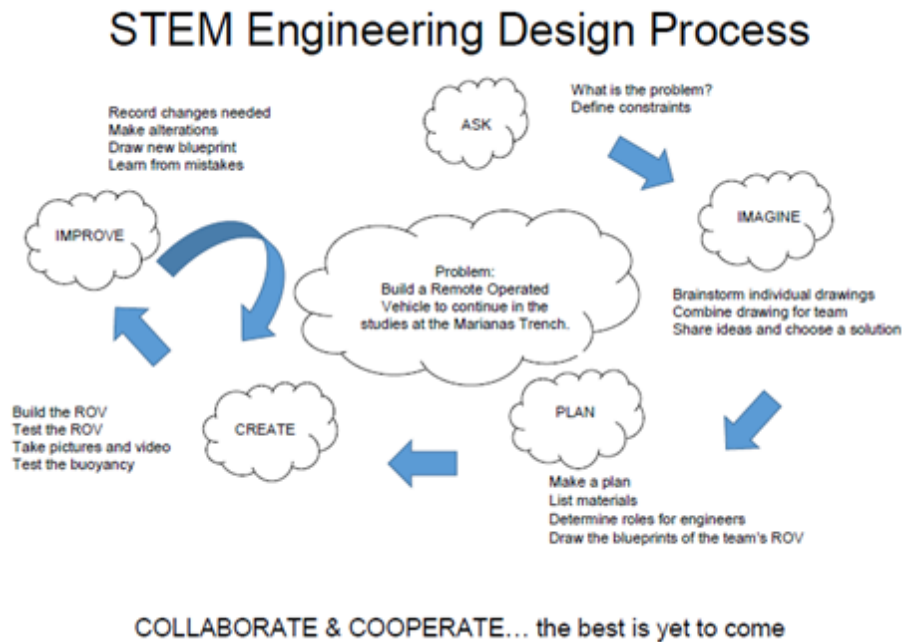 STEM Engineering Design Process
ASK
What is the problem?
Define constraints
IMAGINE
Brainstorm individual drawings
Combine drawing for team
Share ideas and choose a solution
PLAN
Make a plan
List materials
Determine roles for engineers
Draw the blueprints of the team's ROV
CREATE
Build the ROV
Test the ROV
Take pictures and video
Test the buoyancy
IMPROVE
Record changes needed
Make alterations
Draw new blueprint
Learn from mistakes
Problem:
Build a Remote Operated
Vehicle to continue in the
studies at the Marianas Trench.
COLLABORATE & COOPERATE... the best is yet to come